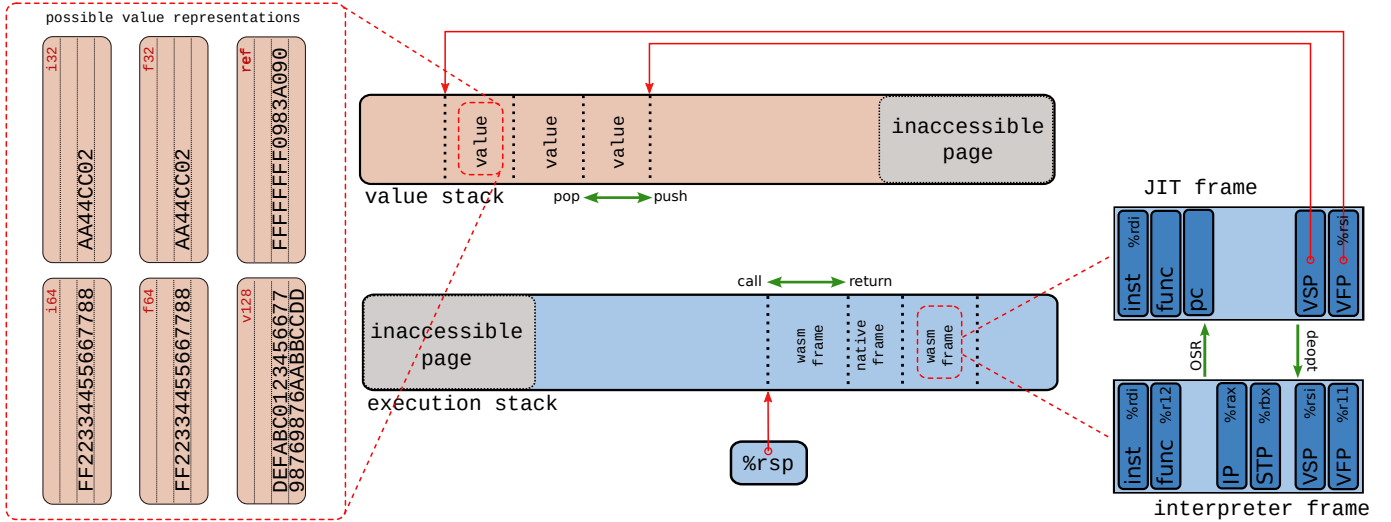 possible value representations
i32
AA44CC02
f32
AA44CC02
ref
FFFFFFFF0983A090
i64
FF22334455667788
f64
FF22334455667788
v128
DEFABC0123456677
98769876AABBCCDD
value
value
value
inaccessible
page
value stack
pop
push
call
return
inaccessible
page
wasm
frame
native
frame
wasm
frame
execution stack
%rsp
JIT frame
inst %rdi
func
pc
VSP
VFP %rsi
OSR
deopt
inst %rdi
func %r12
IP %rax
STP %rbx
VSP %rsi
VFP %r11
interpreter frame